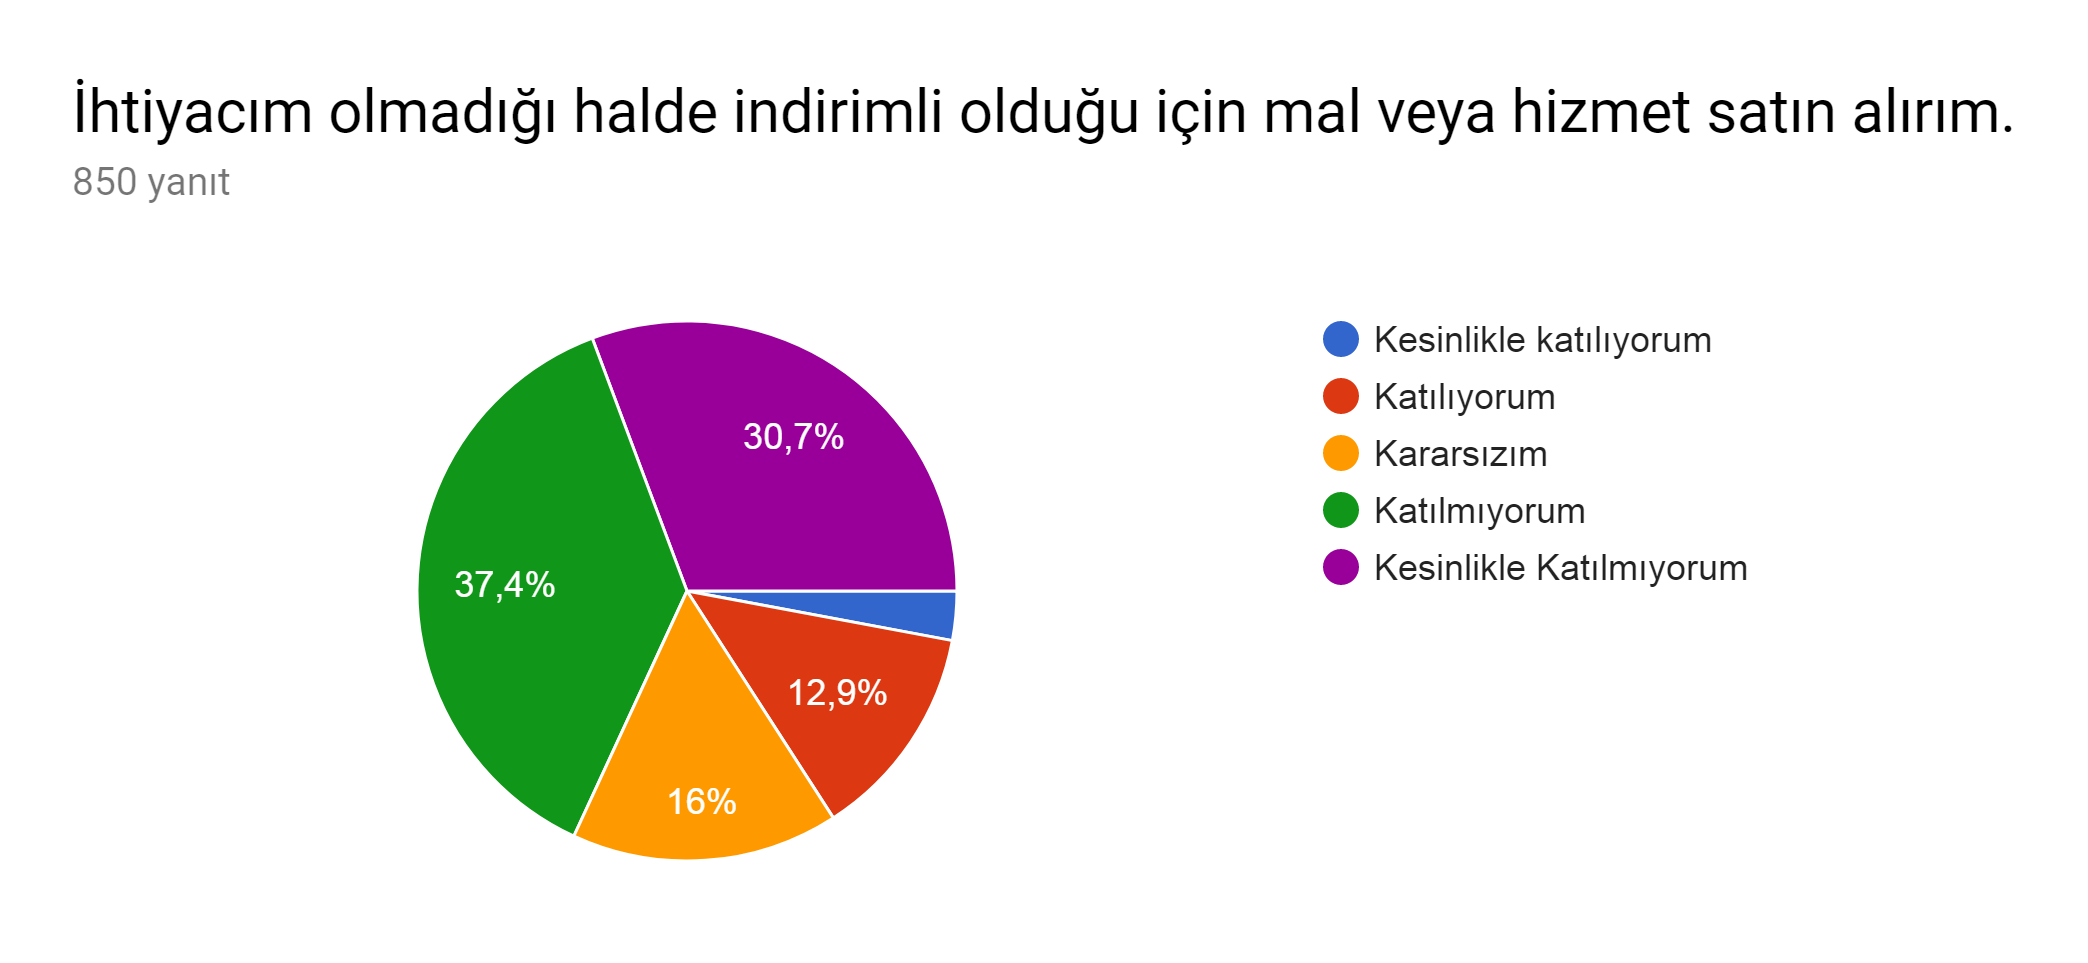 İhtiyacım olmadığı halde indirimli olduğu için mal veya hizmet satın alırım.
850 yanıt
Kesinlikle katılıyorum
Katılıyorum
Kararsızım
Katılmıyorum
Kesinlikle Katılmıyorum
30,7%
37,4%
12,9%
16%